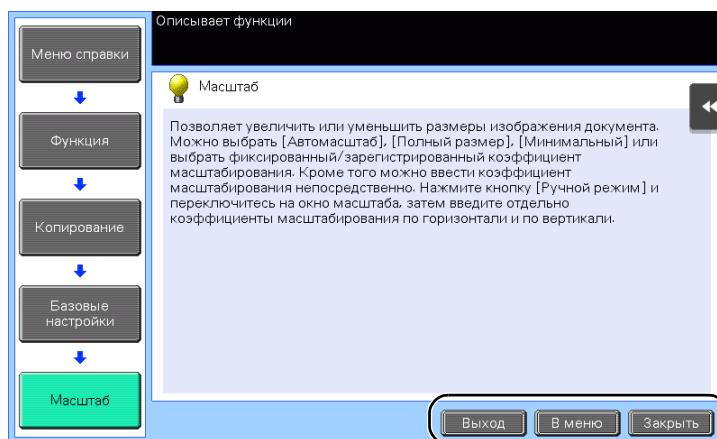 Описывает функции
Меню справки
Функция
Копирование
Базовые
настройки
Масштаб
Масштаб
Позволяет увеличить или уменьшить размеры изображения документа.
Можно выбрать [Автомасштаб], [Полный размер], [Минимальный] или
выбрать фиксированный/зарегистрированный коэффициент
масштабирования. Кроме того можно ввести коэффициент
масштабирования непосредственно. Нажмите кнопку [Ручной режим] и
переключитесь на окно масштаба, затем введите отдельно
коэффициенты масштабирования по горизонтали и по вертикали.
Выход
В меню
Закрыть